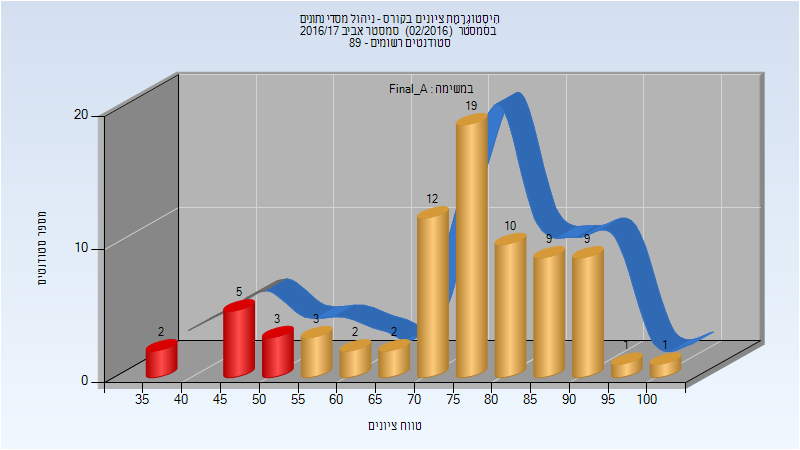 היסטוגרמת ציונים בקורס - ניהול מסדי נתונים
בסמסטר (02/2016) סמסטר אביב 2016/17
סטודנטים רשומים - 89
במשימה : Final_A
20
10
0
מספר סטודנטים
2
5
3
3
2
2
12
19
10
9
9
1
1
35 40 45 50 55 60 65 70 75 80 85 90 95 100
טווח ציונים